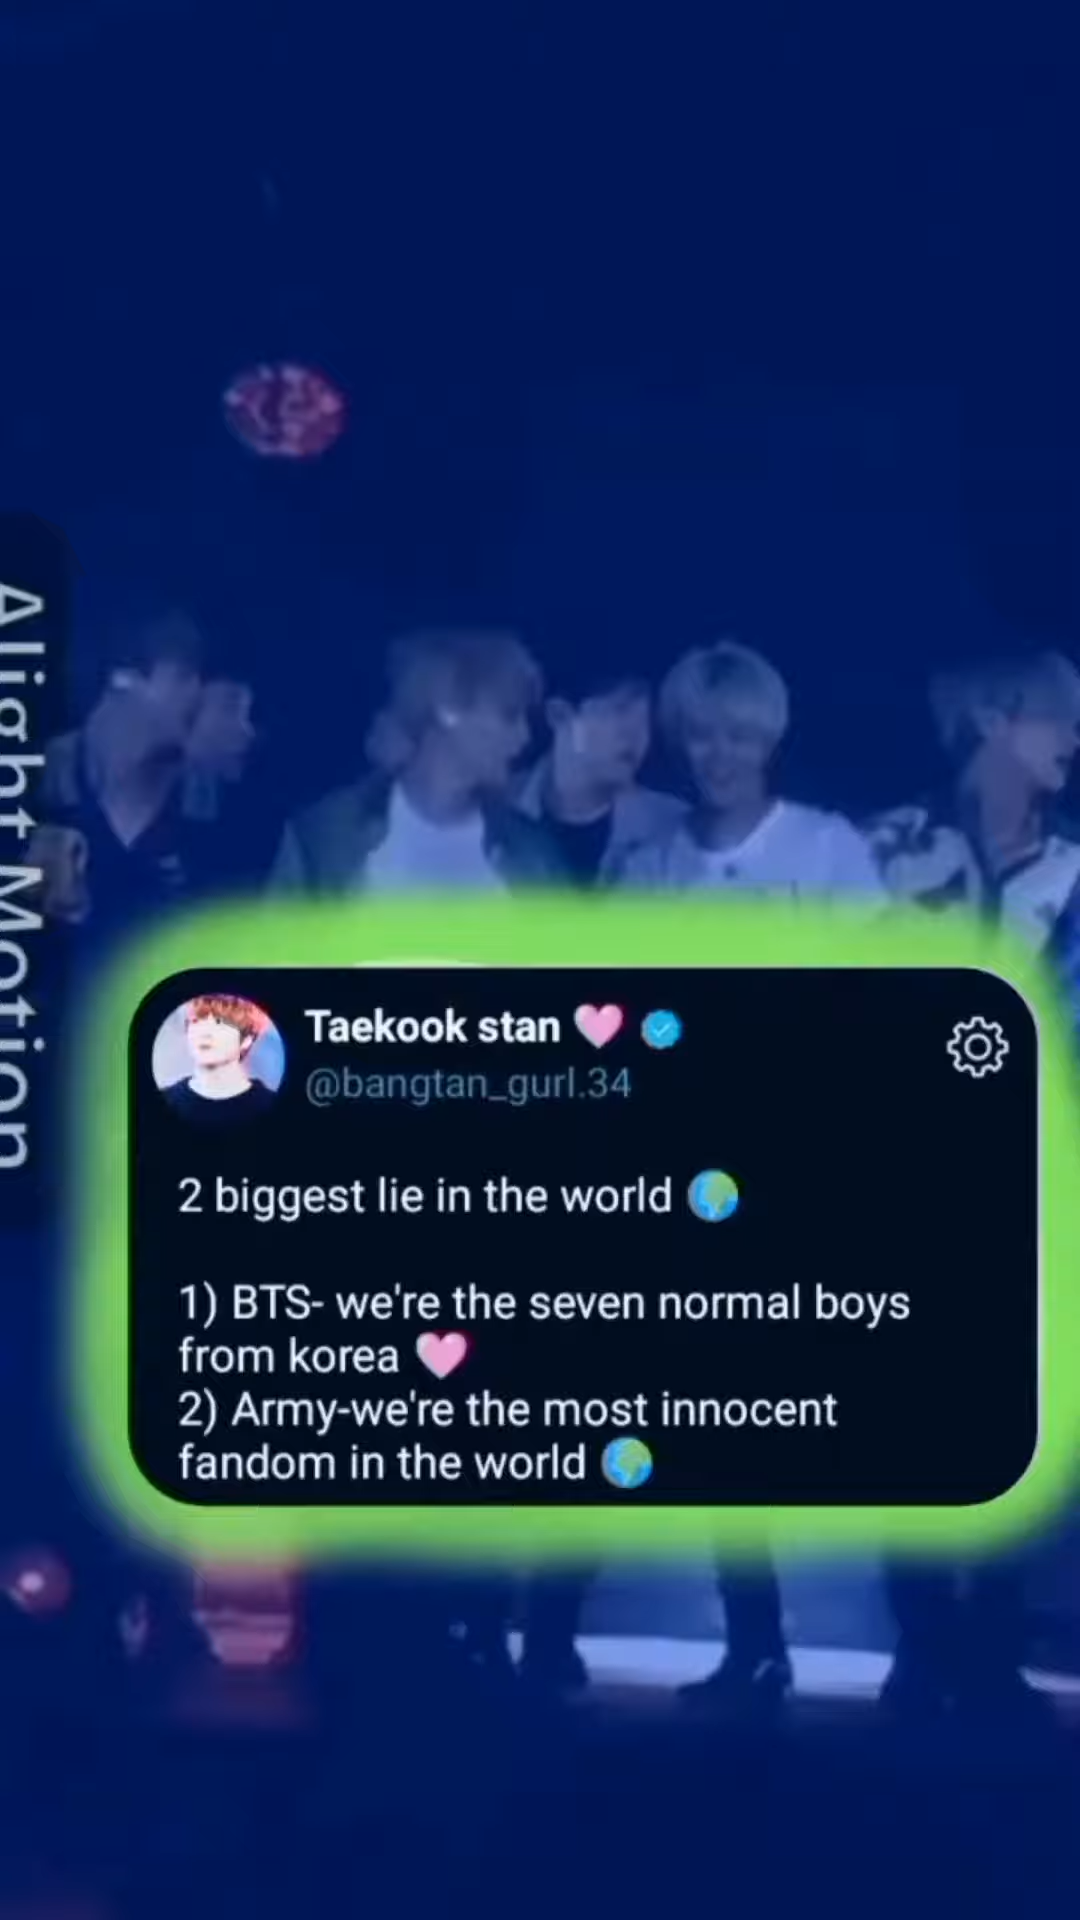 Alight Motion
Taekook stan 🩷
@bangtan_gurl.34
2 biggest lie in the world 🌍
1) BTS- we're the seven normal boys
from korea 🩷
2) Army-we're the most innocent
fandom in the world 🌍